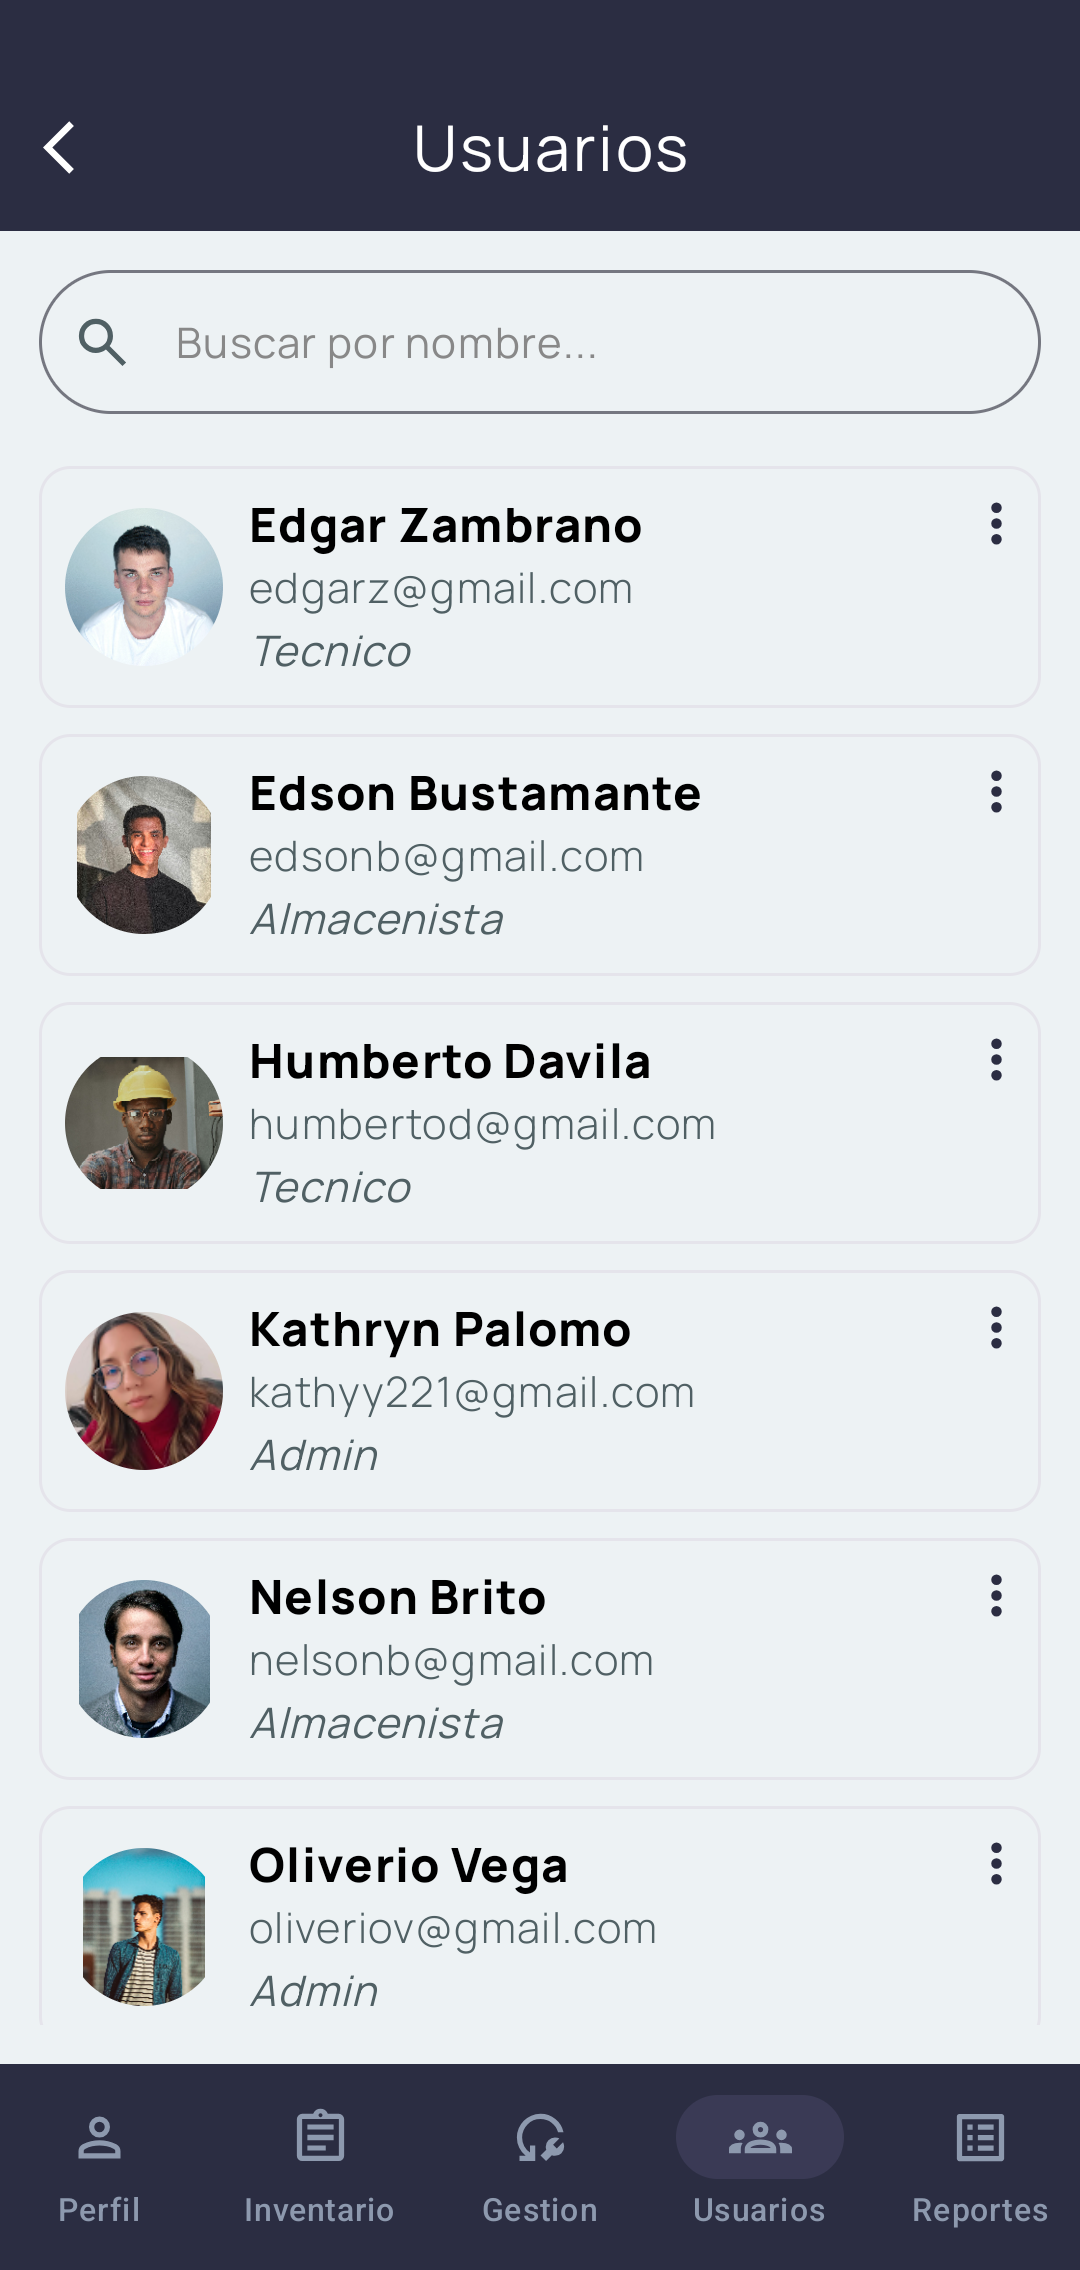 Usuarios
Buscar por nombre...
Edgar Zambrano
edgarz@gmail.com
Tecnico
Edson Bustamante
edsonb@gmail.com
Almacenista
Humberto Davila
humbertod@gmail.com
Tecnico
Kathryn Palomo
kathyy221@gmail.com
Admin
Nelson Brito
nelsonb@gmail.com
Almacenista
Oliverio Vega
oliveriov@gmail.com
Admin
Perfil Inventario Gestion Usuarios Reportes